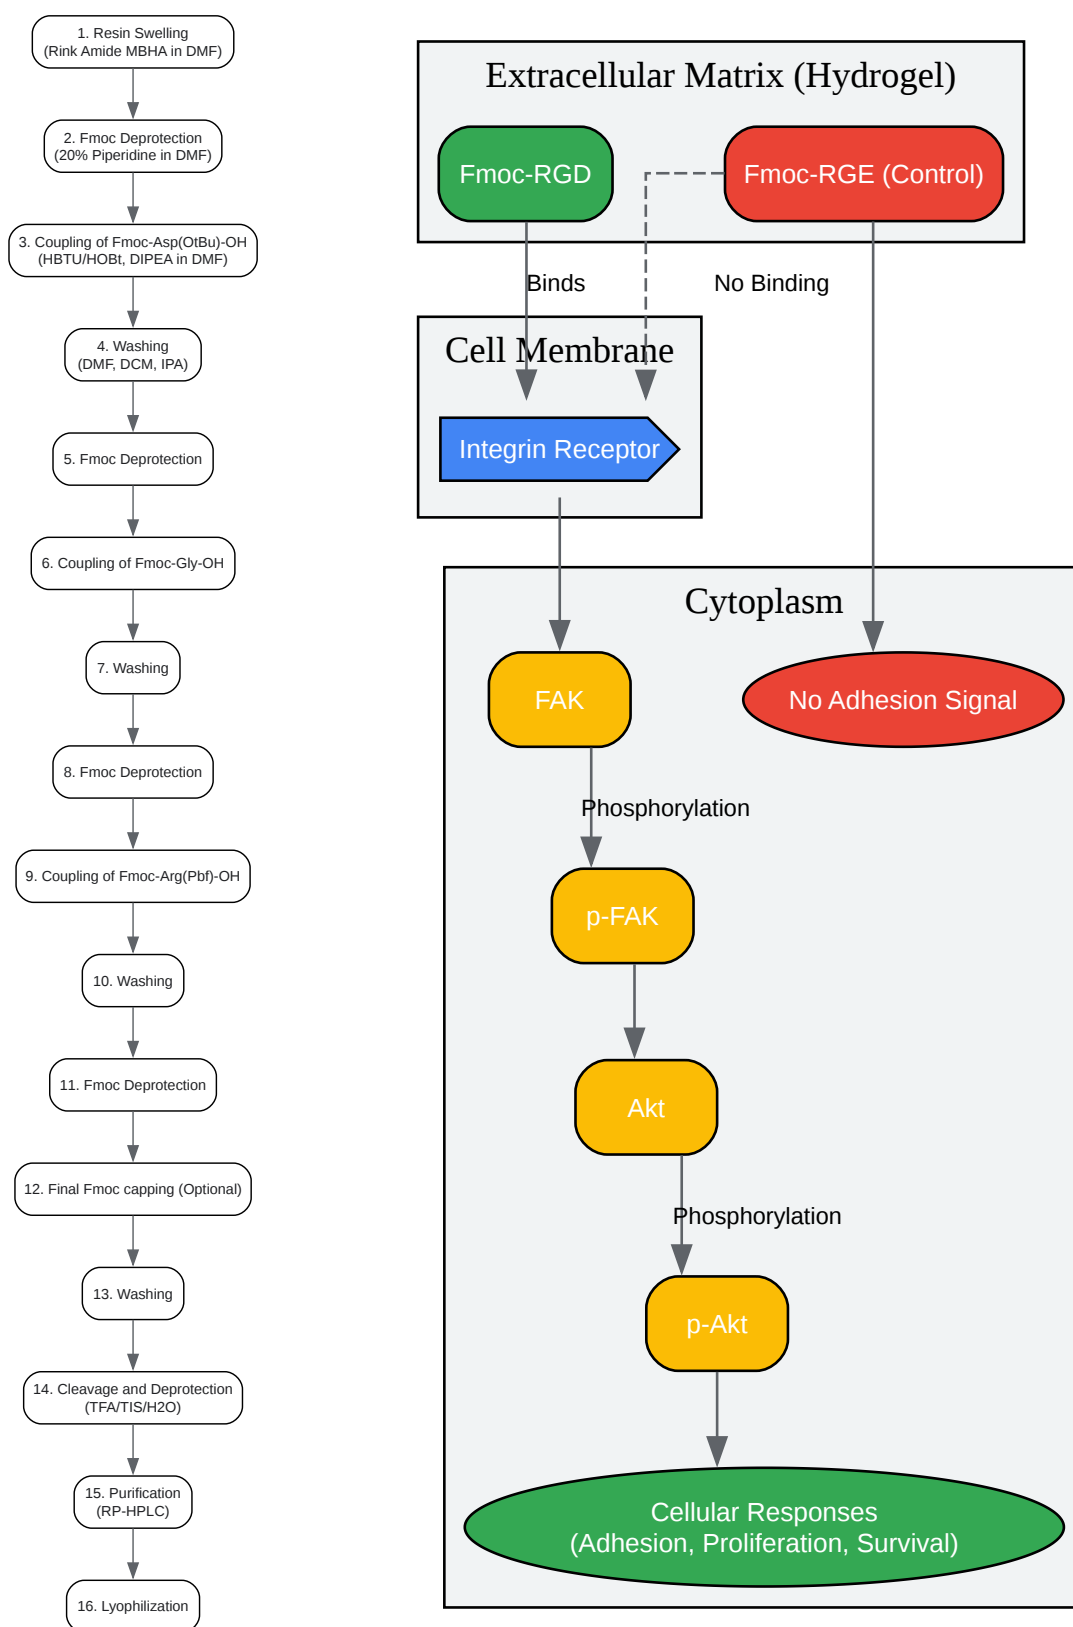 1. Resin Swelling
(Rink Amide MBHA in DMF)
2. Fmoc Deprotection
(20% Piperidine in DMF)
3. Coupling of Fmoc-Asp(OtBu)-OH
(HBTU/HOBt, DIPEA in DMF)
4. Washing
(DMF, DCM, IPA)
5. Fmoc Deprotection
6. Coupling of Fmoc-Gly-OH
7. Washing
8. Fmoc Deprotection
9. Coupling of Fmoc-Arg(Pbf)-OH
10. Washing
11. Fmoc Deprotection
12. Final Fmoc capping (Optional)
13. Washing
14. Cleavage and Deprotection
(TFA/TIS/H2O)
15. Purification
(RP-HPLC)
16. Lyophilization
Extracellular Matrix (Hydrogel)
Fmoc-RGD
Fmoc-RGE (Control)
Binds
No Binding
Cell Membrane
Integrin Receptor
Cytoplasm
FAK
No Adhesion Signal
Phosphorylation
p-FAK
Akt
Phosphorylation
p-Akt
Cellular Responses
(Adhesion, Proliferation, Survival)